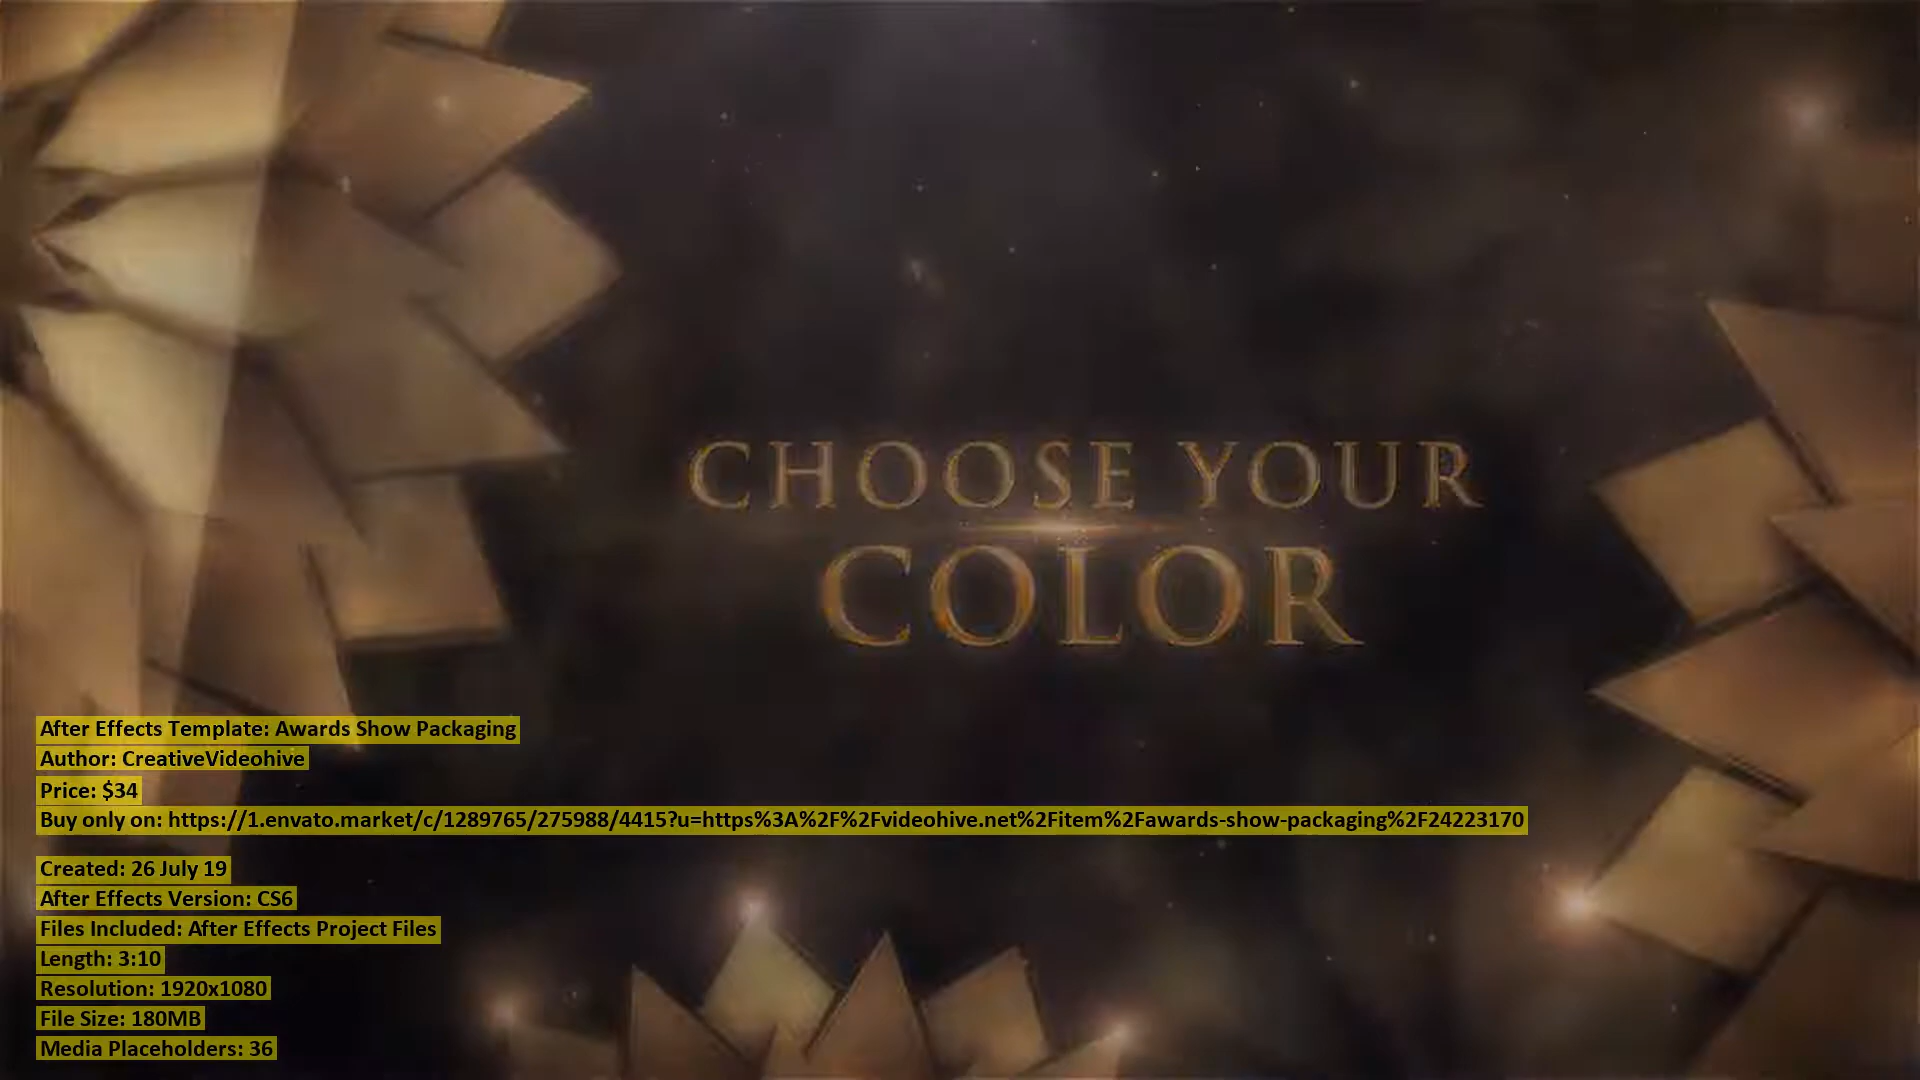 CHOOSE YOUR
COLOR
After Effects Template: Awards Show Packaging
Author: CreativeVideohive
Price: $34
Buy only on: https://1.envato.market/c/1289765/275988/4415?u=https%3A%2F%2Fvideohive.net%2Fitem%2Fawards-show-packaging%2F24223170
Created: 26 July 19
After Effects Version: CS6
Files Included: After Effects Project Files
Length: 3:10
Resolution: 1920x1080
File Size: 180MB
Media Placeholders: 36